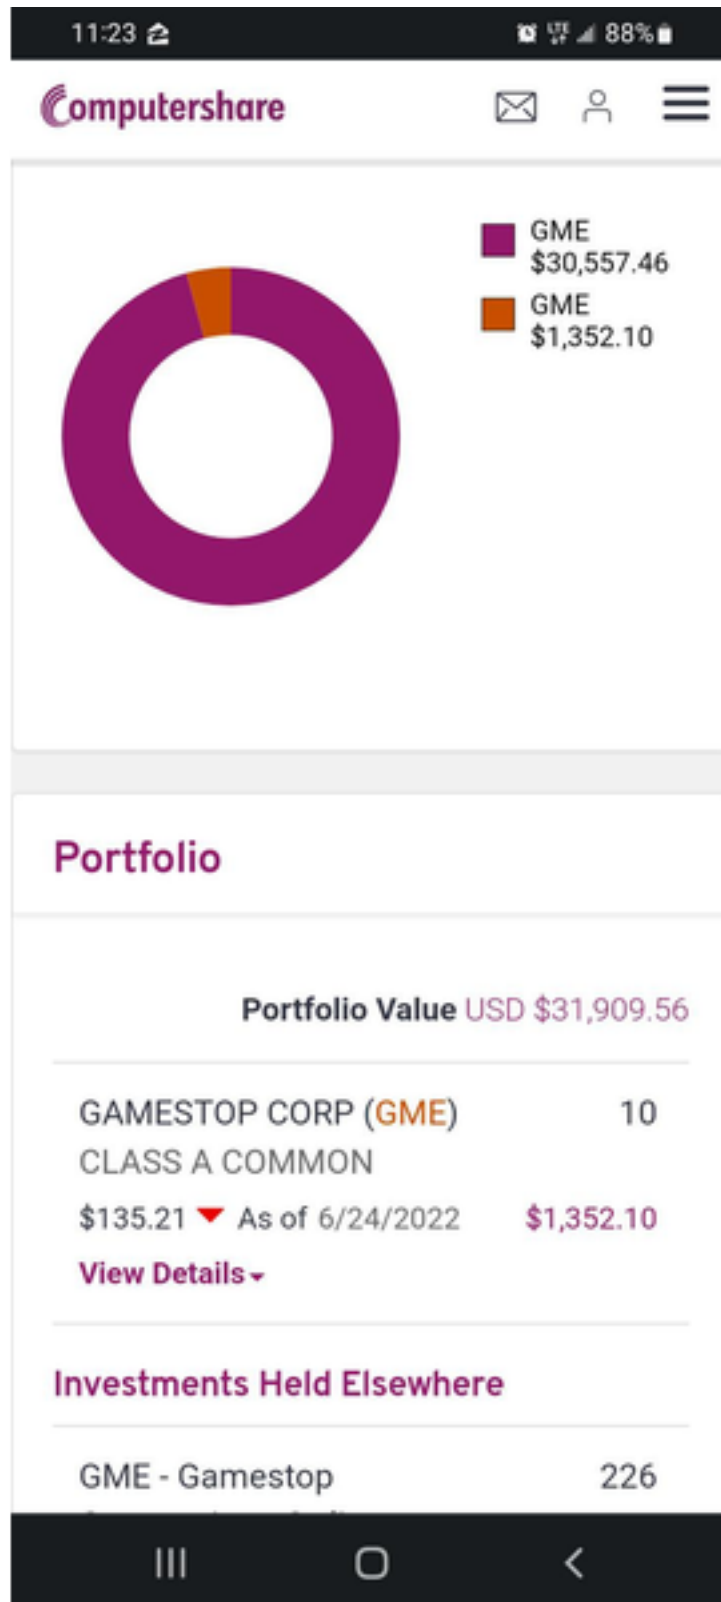 11:23 88%
Computershare
GME
$30,557.46
GME
$1,352.10
Portfolio
Portfolio Value USD $31,909.56
GAMESTOP CORP (GME) 10
CLASS A COMMON
$135.21 As of 6/24/2022 $1,352.10
View Details
Investments Held Elsewhere
GME - Gamestop 226